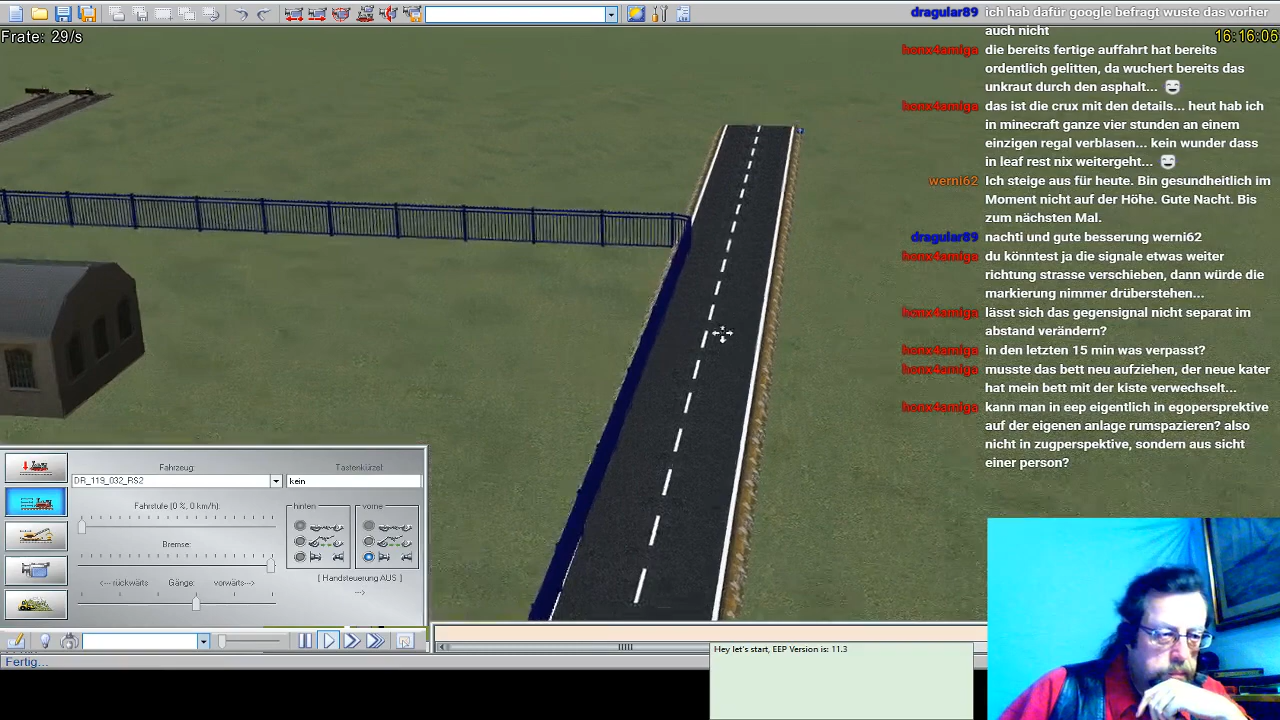 Frate: 29/s
16:16:06
dragular89 ich hab dafür google befragt wuste das vorher
auch nicht
honx4amiga die bereits fertige auffahrt hat bereits
ordentlich gelitten, da wuchert bereits das
unkraut durch den asphalt...
honx4amiga das ist die crux mit den details... heut hab ich
in minecraft ganze vier stunden an einem
einzigen regal verblasen... kein wunder dass
in leaf rest nix weitergeht...
werni62 Ich steige aus für heute. Bin gesundheitlich im
Moment nicht auf der Höhe. Gute Nacht. Bis
zum nächsten Mal.
dragular89 nachti und gute besserung werni62
honx4amiga du könntest ja die signale etwas weiter
richtung strasse verschieben, dann würde die
markierung nimmer drüberstehen...
honx4amiga lässt sich das gegensignal nicht separat im
abstand verändern?
honx4amiga in den letzten 15 min was verpasst?
honx4amiga musste das bett neu aufziehen, der neue kater
hat mein bett mit der kiste verwechselt...
honx4amiga kann man in eep eigentlich in egopersprektive
auf der eigenen anlage rumspazieren? also
nicht in zugperspektive, sondern aus sicht
einer person?
Fahrzeug: Tastenkürzel:
DR_119_032_RS2 kein
Fahrstufe (0 %, 0 km/h): hinten vorne
Bremse:
<--- rückwärts Gänge: vorwärts--->
[ Handsteuerung AUS ]
--->
Hey let's start, EEP Version is: 11.3
Fertig...